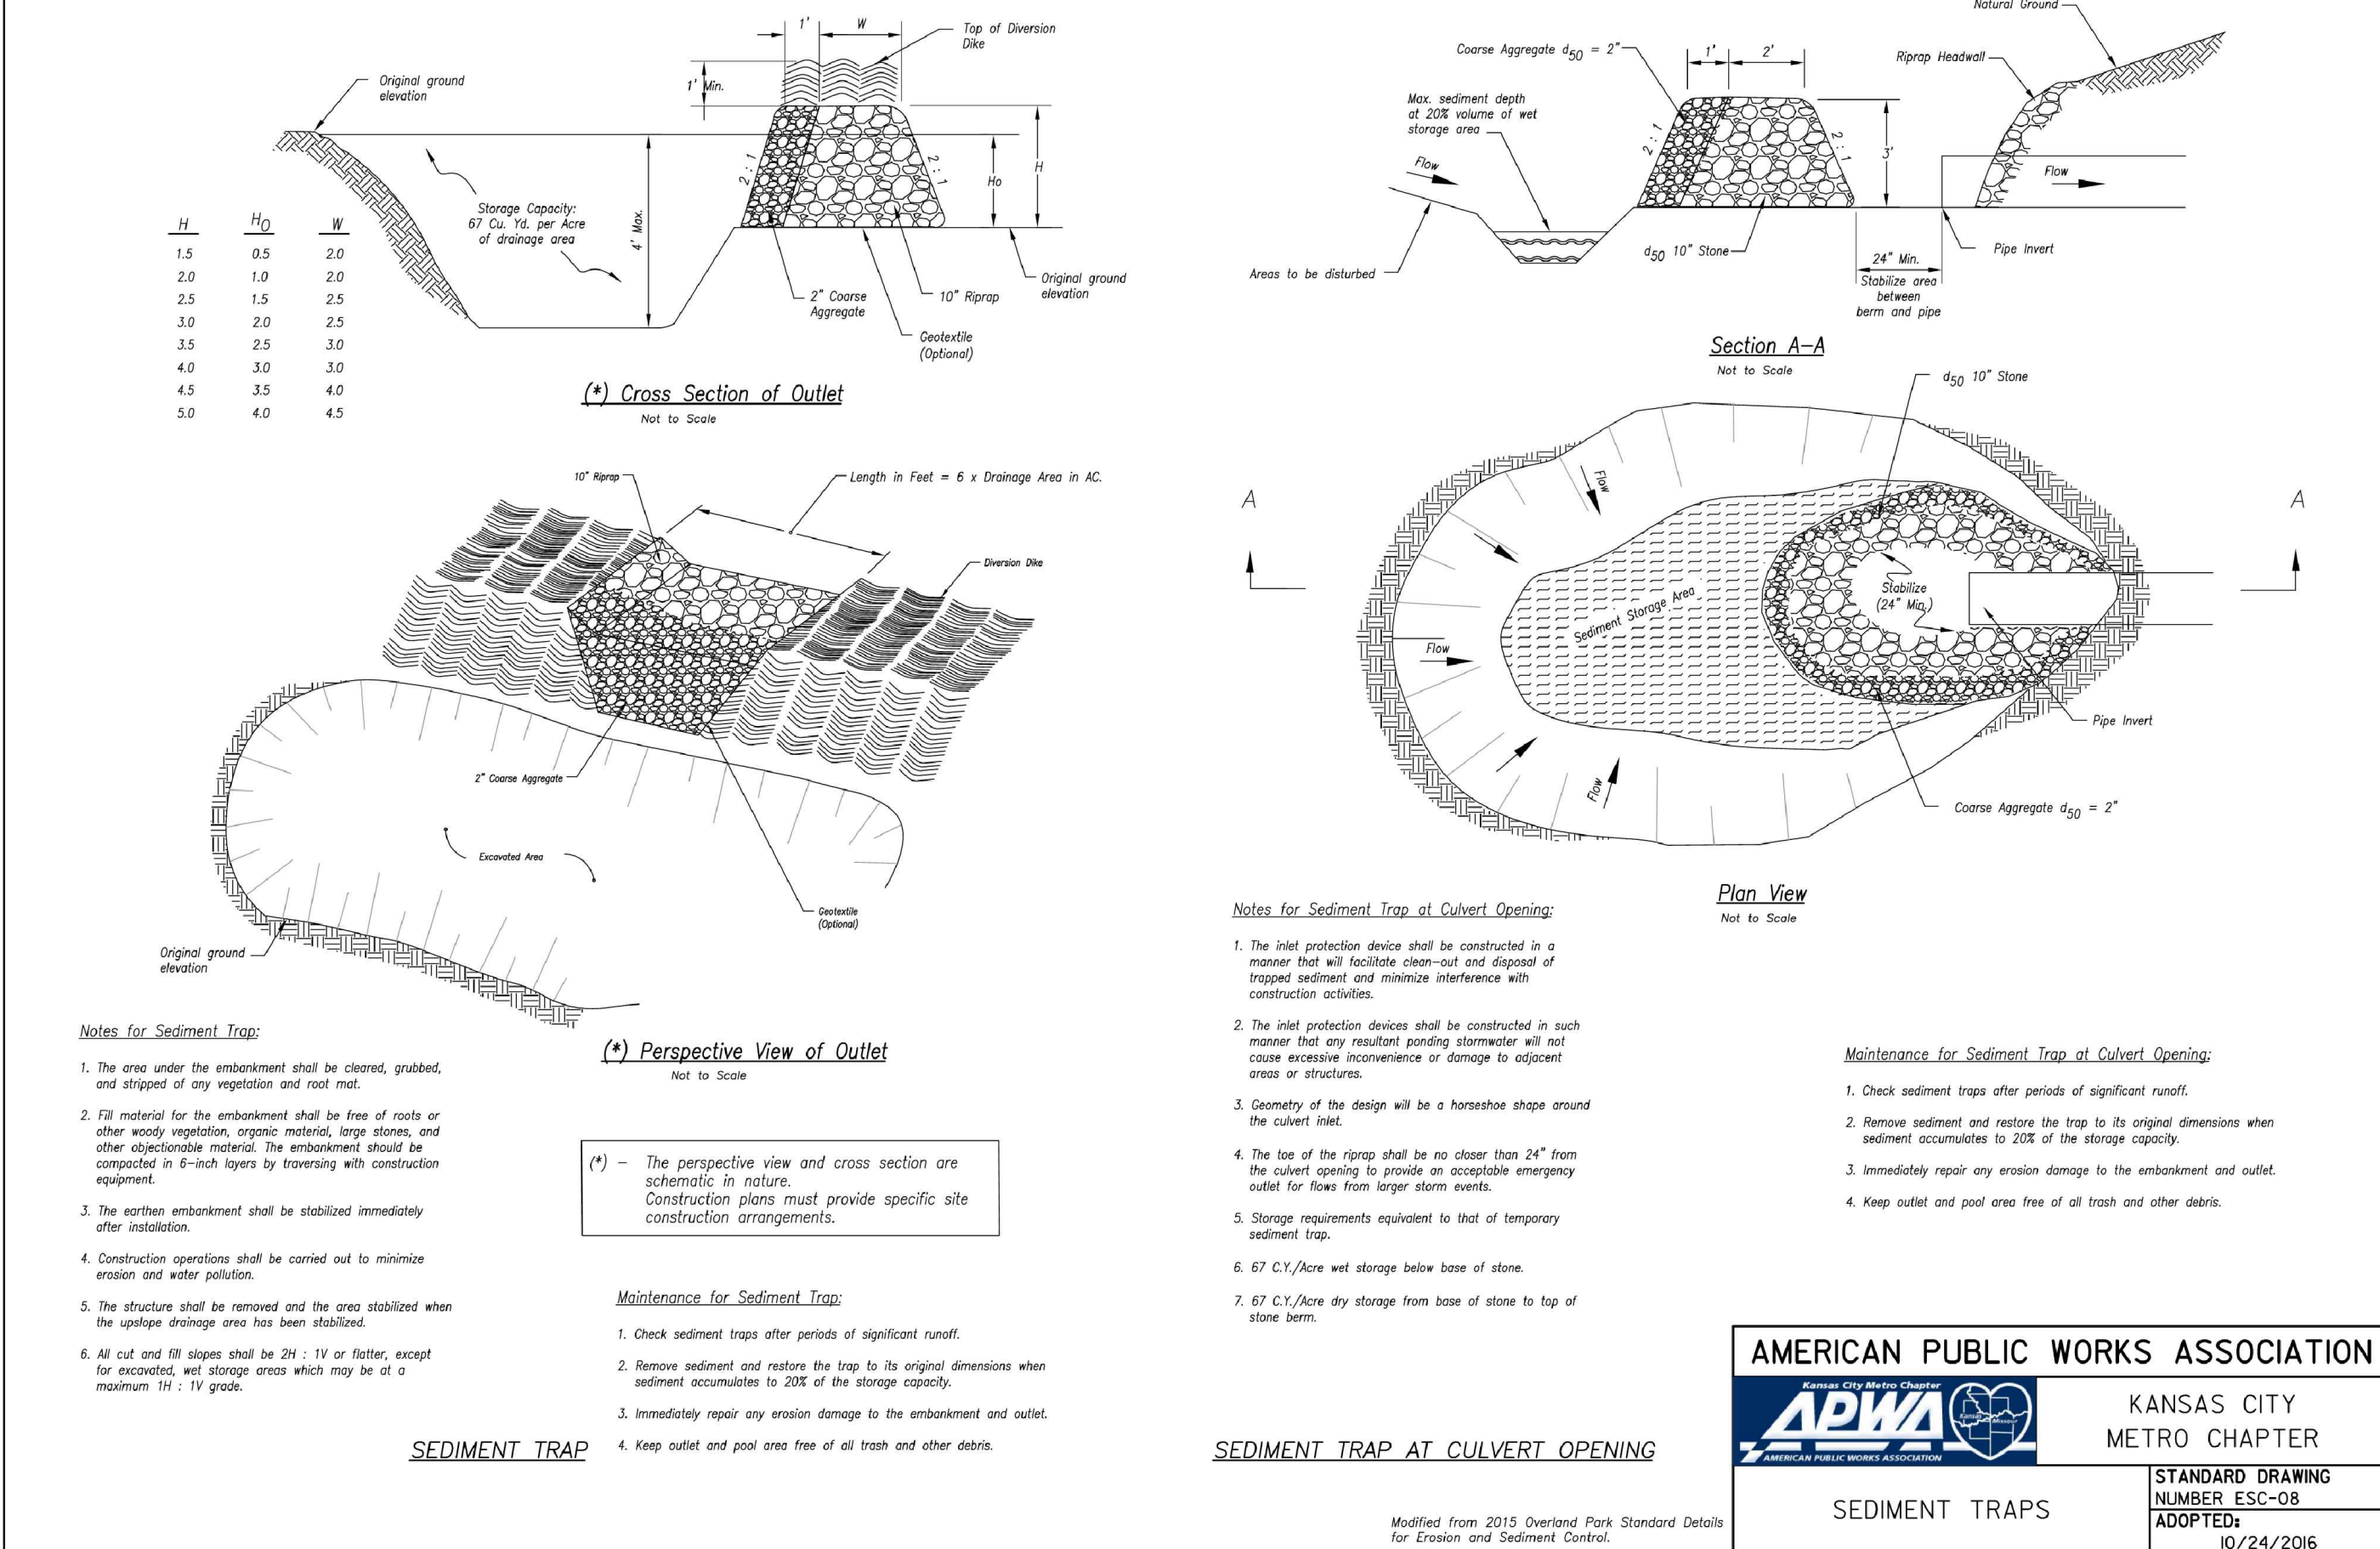 1'
W
Top of Diversion
Dike
1' Min.
Original ground
elevation
2 : 1
2 : 1
H
Ho
4' Max.
Storage Capacity:
67 Cu. Yd. per Acre
of drainage area
Original ground
elevation
2" Coarse
Aggregate
10" Riprap
Geotextile
(Optional)
H HO W
1.5 0.5 2.0
2.0 1.0 2.0
2.5 1.5 2.5
3.0 2.0 2.5
3.5 2.5 3.0
4.0 3.0 3.0
4.5 3.5 4.0
5.0 4.0 4.5
(*) Cross Section of Outlet
Not to Scale
10" Riprap
Length in Feet = 6 x Drainage Area in AC.
Diversion Dike
2" Coarse Aggregate
Excavated Area
Geotextile
(Optional)
Original ground
elevation
(*) Perspective View of Outlet
Not to Scale
Notes for Sediment Trap:
1. The area under the embankment shall be cleared, grubbed,
and stripped of any vegetation and root mat.
2. Fill material for the embankment shall be free of roots or
other woody vegetation, organic material, large stones, and
other objectionable material. The embankment should be
compacted in 6-inch layers by traversing with construction
equipment.
3. The earthen embankment shall be stabilized immediately
after installation.
4. Construction operations shall be carried out to minimize
erosion and water pollution.
5. The structure shall be removed and the area stabilized when
the upslope drainage area has been stabilized.
6. All cut and fill slopes shall be 2H : 1V or flatter, except
for excavated, wet storage areas which may be at a
maximum 1H : 1V grade.
(*) - The perspective view and cross section are
schematic in nature.
Construction plans must provide specific site
construction arrangements.
Maintenance for Sediment Trap:
1. Check sediment traps after periods of significant runoff.
2. Remove sediment and restore the trap to its original dimensions when
sediment accumulates to 20% of the storage capacity.
3. Immediately repair any erosion damage to the embankment and outlet.
4. Keep outlet and pool area free of all trash and other debris.
SEDIMENT TRAP
Natural Ground
Coarse Aggregate d50 = 2"
1'
2'
Riprap Headwall
Max. sediment depth
at 20% volume of wet
storage area
2 : 1
2 : 1
3'
Flow
Flow
Areas to be disturbed
d50 10" Stone
24" Min.
Stabilize area
between
berm and pipe
Pipe Invert
Section A-A
Not to Scale
d50 10" Stone
A
A
Flow
Stabilize
(24" Min.)
Sediment Storage Area
Flow
Flow
Pipe Invert
Coarse Aggregate d50 = 2"
Plan View
Not to Scale
Notes for Sediment Trap at Culvert Opening:
1. The inlet protection device shall be constructed in a
manner that will facilitate clean-out and disposal of
trapped sediment and minimize interference with
construction activities.
2. The inlet protection devices shall be constructed in such
manner that any resultant ponding stormwater will not
cause excessive inconvenience or damage to adjacent
areas or structures.
3. Geometry of the design will be a horseshoe shape around
the culvert inlet.
4. The toe of the riprap shall be no closer than 24" from
the culvert opening to provide an acceptable emergency
outlet for flows from larger storm events.
5. Storage requirements equivalent to that of temporary
sediment trap.
6. 67 C.Y./Acre wet storage below base of stone.
7. 67 C.Y./Acre dry storage from base of stone to top of
stone berm.
Maintenance for Sediment Trap at Culvert Opening:
1. Check sediment traps after periods of significant runoff.
2. Remove sediment and restore the trap to its original dimensions when
sediment accumulates to 20% of the storage capacity.
3. Immediately repair any erosion damage to the embankment and outlet.
4. Keep outlet and pool area free of all trash and other debris.
SEDIMENT TRAP AT CULVERT OPENING
Modified from 2015 Overland Park Standard Details
for Erosion and Sediment Control.
AMERICAN PUBLIC WORKS ASSOCIATION
Kansas City Metro Chapter
APWA
Kansas Missouri
AMERICAN PUBLIC WORKS ASSOCIATION
KANSAS CITY
METRO CHAPTER
SEDIMENT TRAPS
STANDARD DRAWING
NUMBER ESC-08
ADOPTED:
10/24/2016